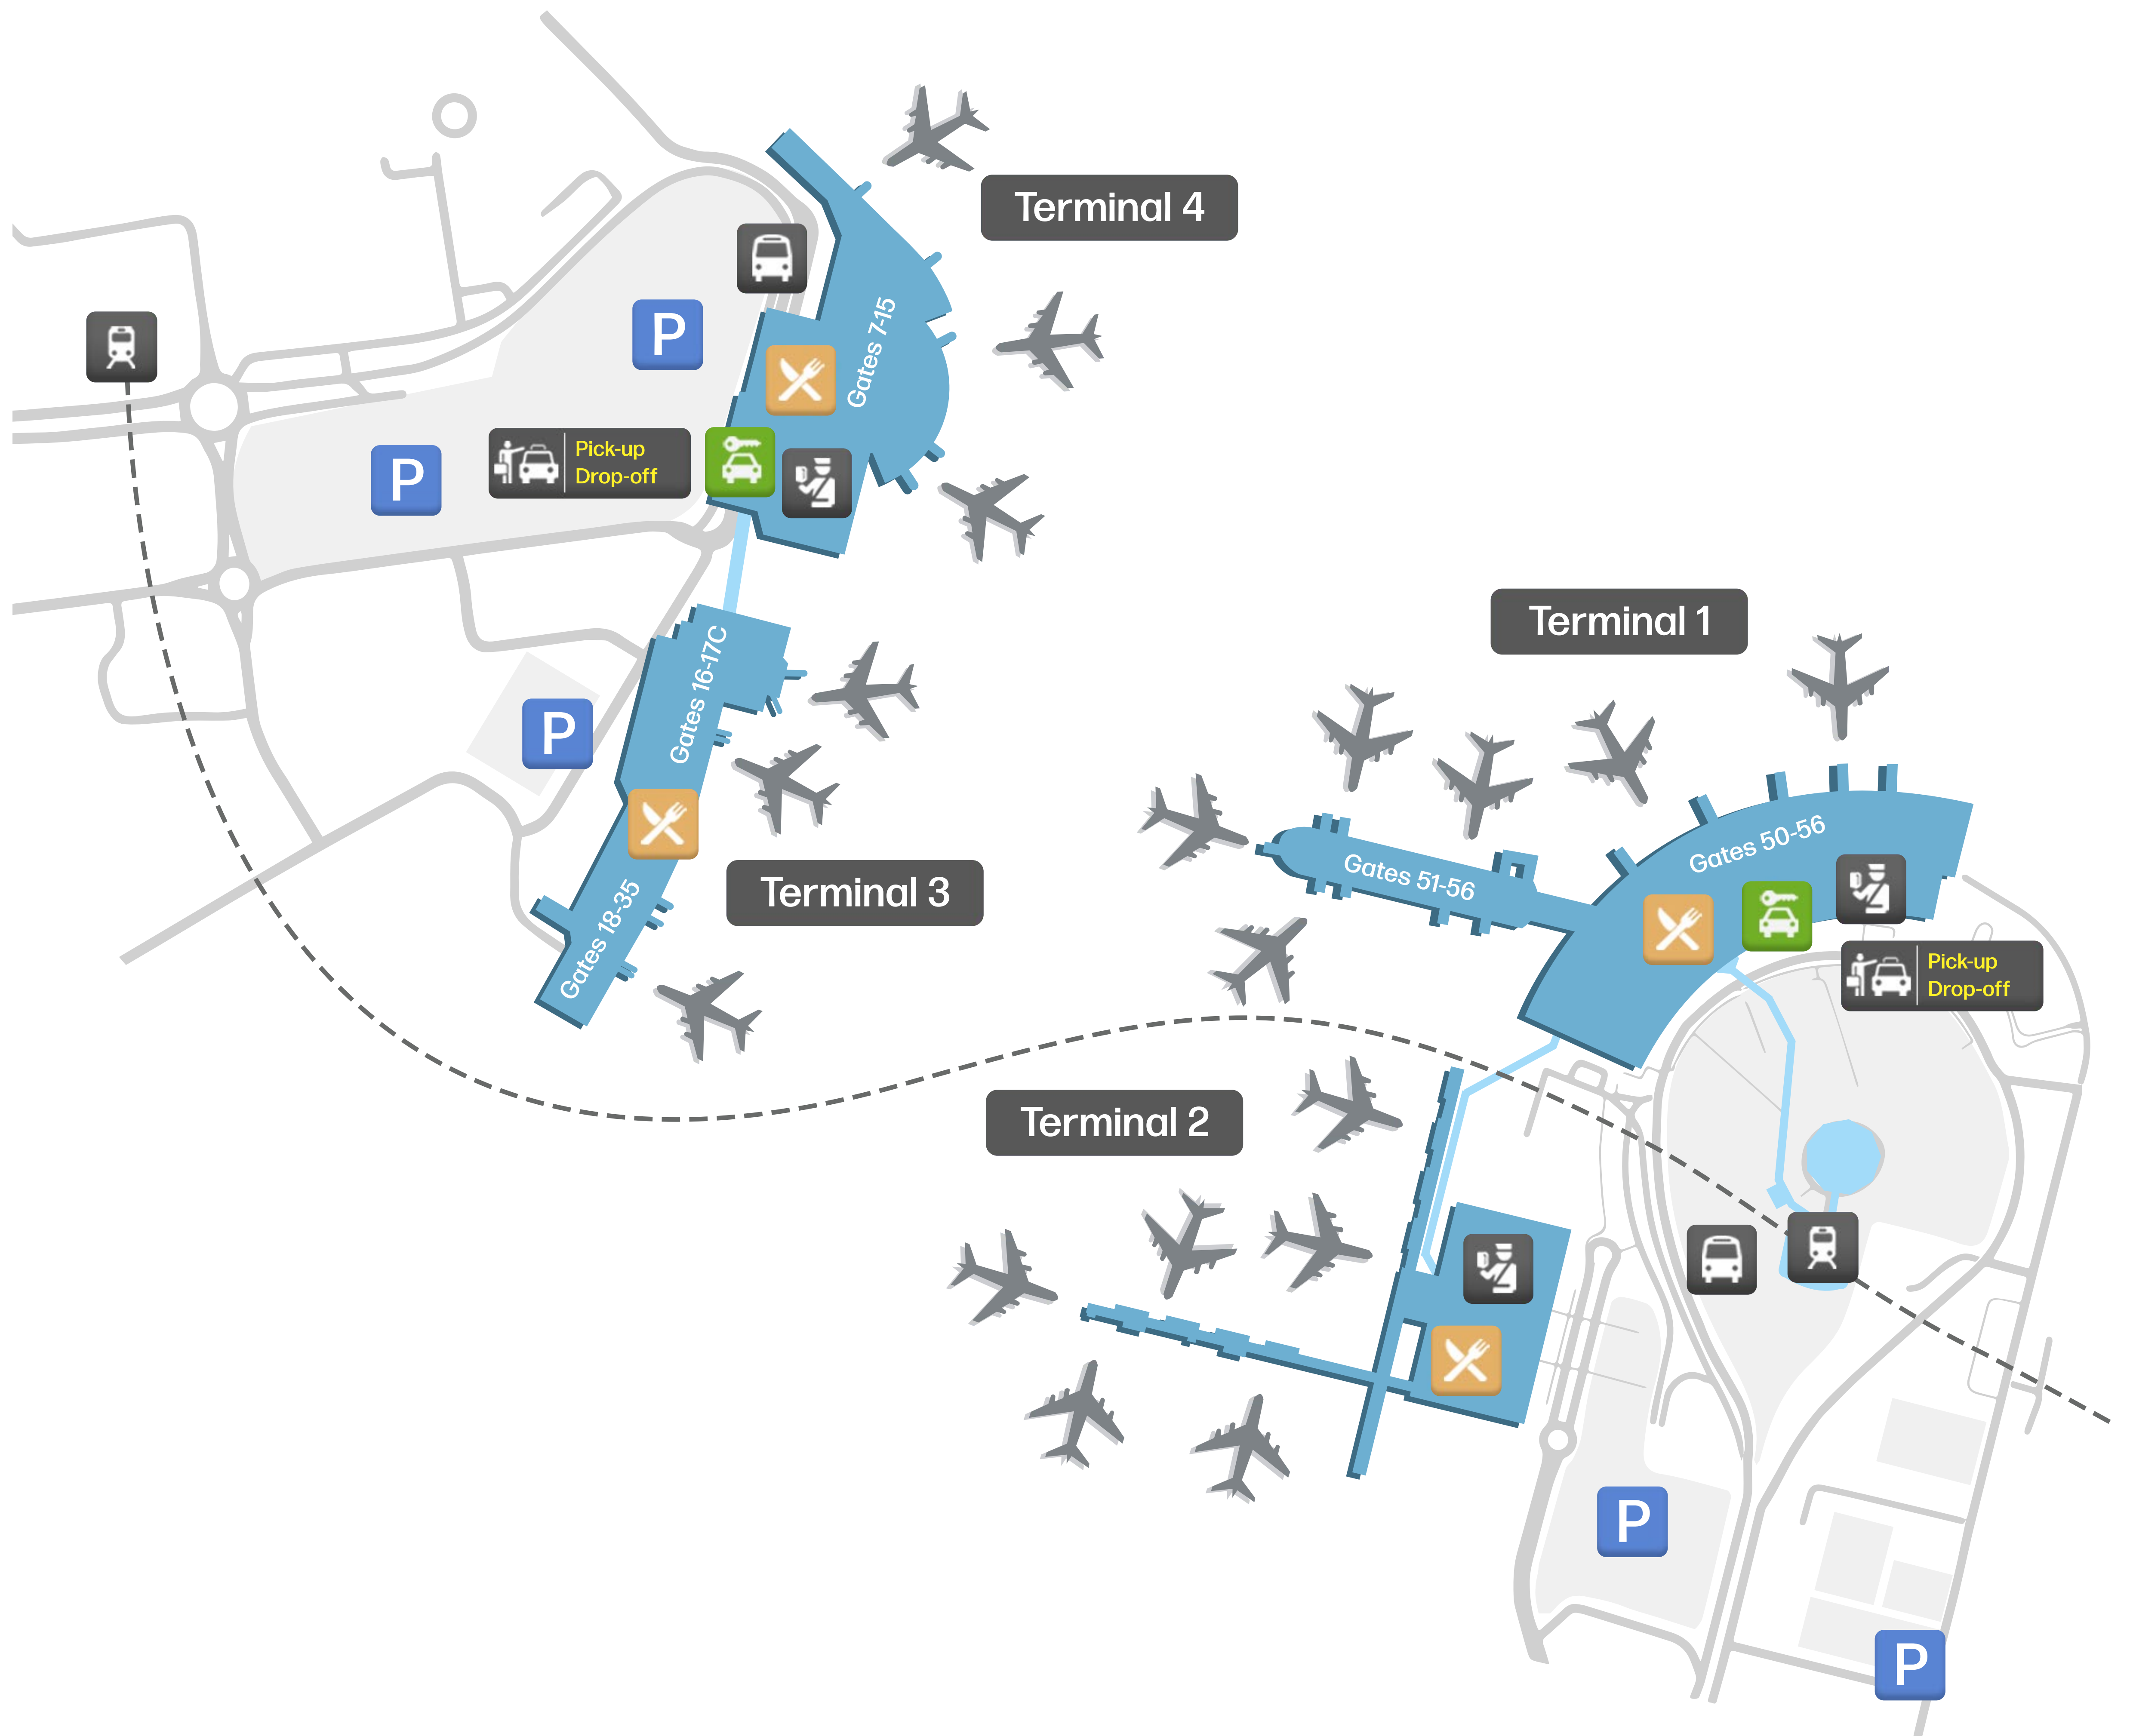 Terminal 4
Gates 7-15
P
P
Pick-up
Drop-off
Terminal 1
Gates 16-17C
P
Terminal 3
Gates 18-35
Gates 50-56
Gates 51-56
Pick-up
Drop-off
Terminal 2
P
P